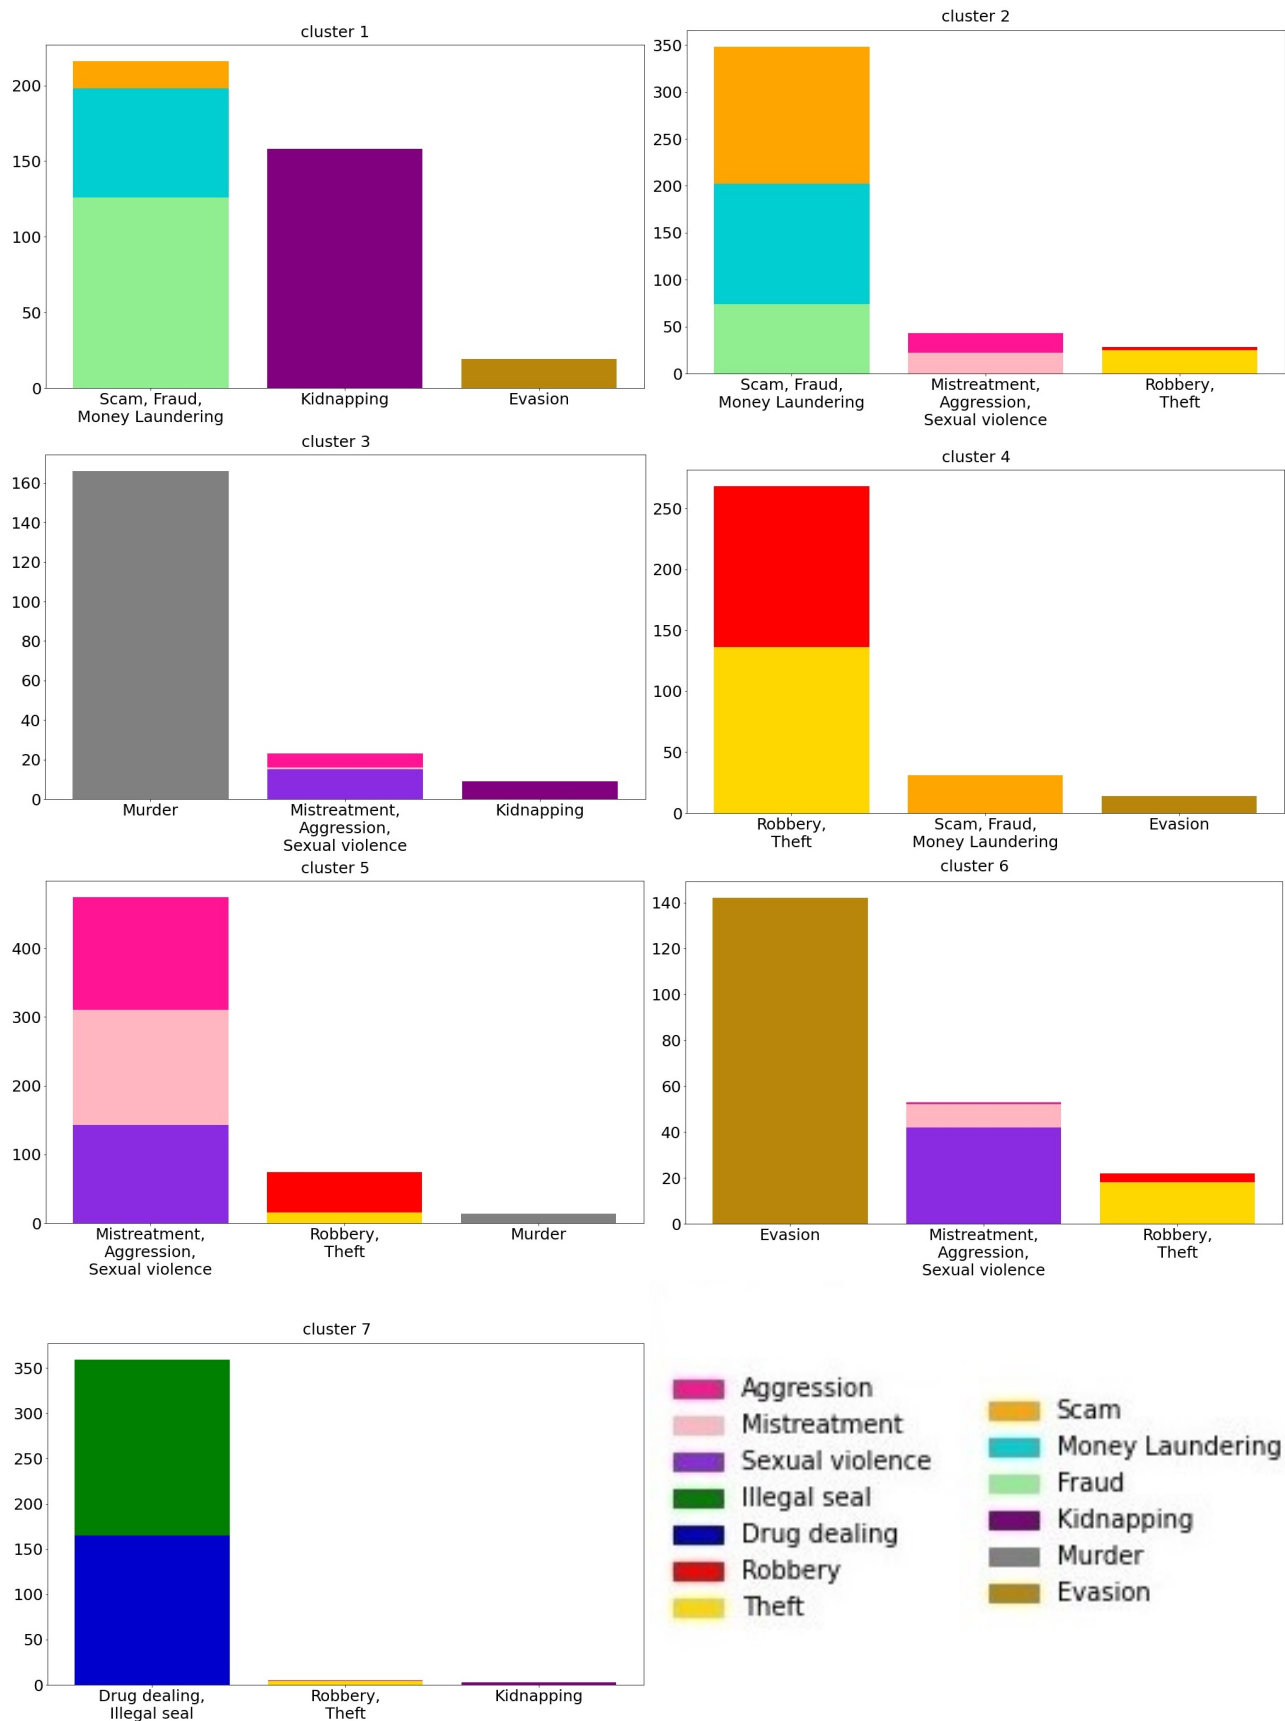 cluster 1
200
150
100
50
0
Scam, Fraud,
Money Laundering
Kidnapping
Evasion
cluster 2
350
300
250
200
150
100
50
0
Scam, Fraud,
Money Laundering
Mistreatment,
Aggression,
Sexual violence
Robbery,
Theft
cluster 3
160
140
120
100
80
60
40
20
0
Murder
Mistreatment,
Aggression,
Sexual violence
Kidnapping
cluster 4
250
200
150
100
50
0
Robbery,
Theft
Scam, Fraud,
Money Laundering
Evasion
cluster 5
400
300
200
100
0
Mistreatment,
Aggression,
Sexual violence
Robbery,
Theft
Murder
cluster 6
140
120
100
80
60
40
20
0
Evasion
Mistreatment,
Aggression,
Sexual violence
Robbery,
Theft
cluster 7
350
300
250
200
150
100
50
0
Drug dealing,
Illegal seal
Robbery,
Theft
Kidnapping
Aggression
Mistreatment
Sexual violence
Illegal seal
Drug dealing
Robbery
Theft
Scam
Money Laundering
Fraud
Kidnapping
Murder
Evasion